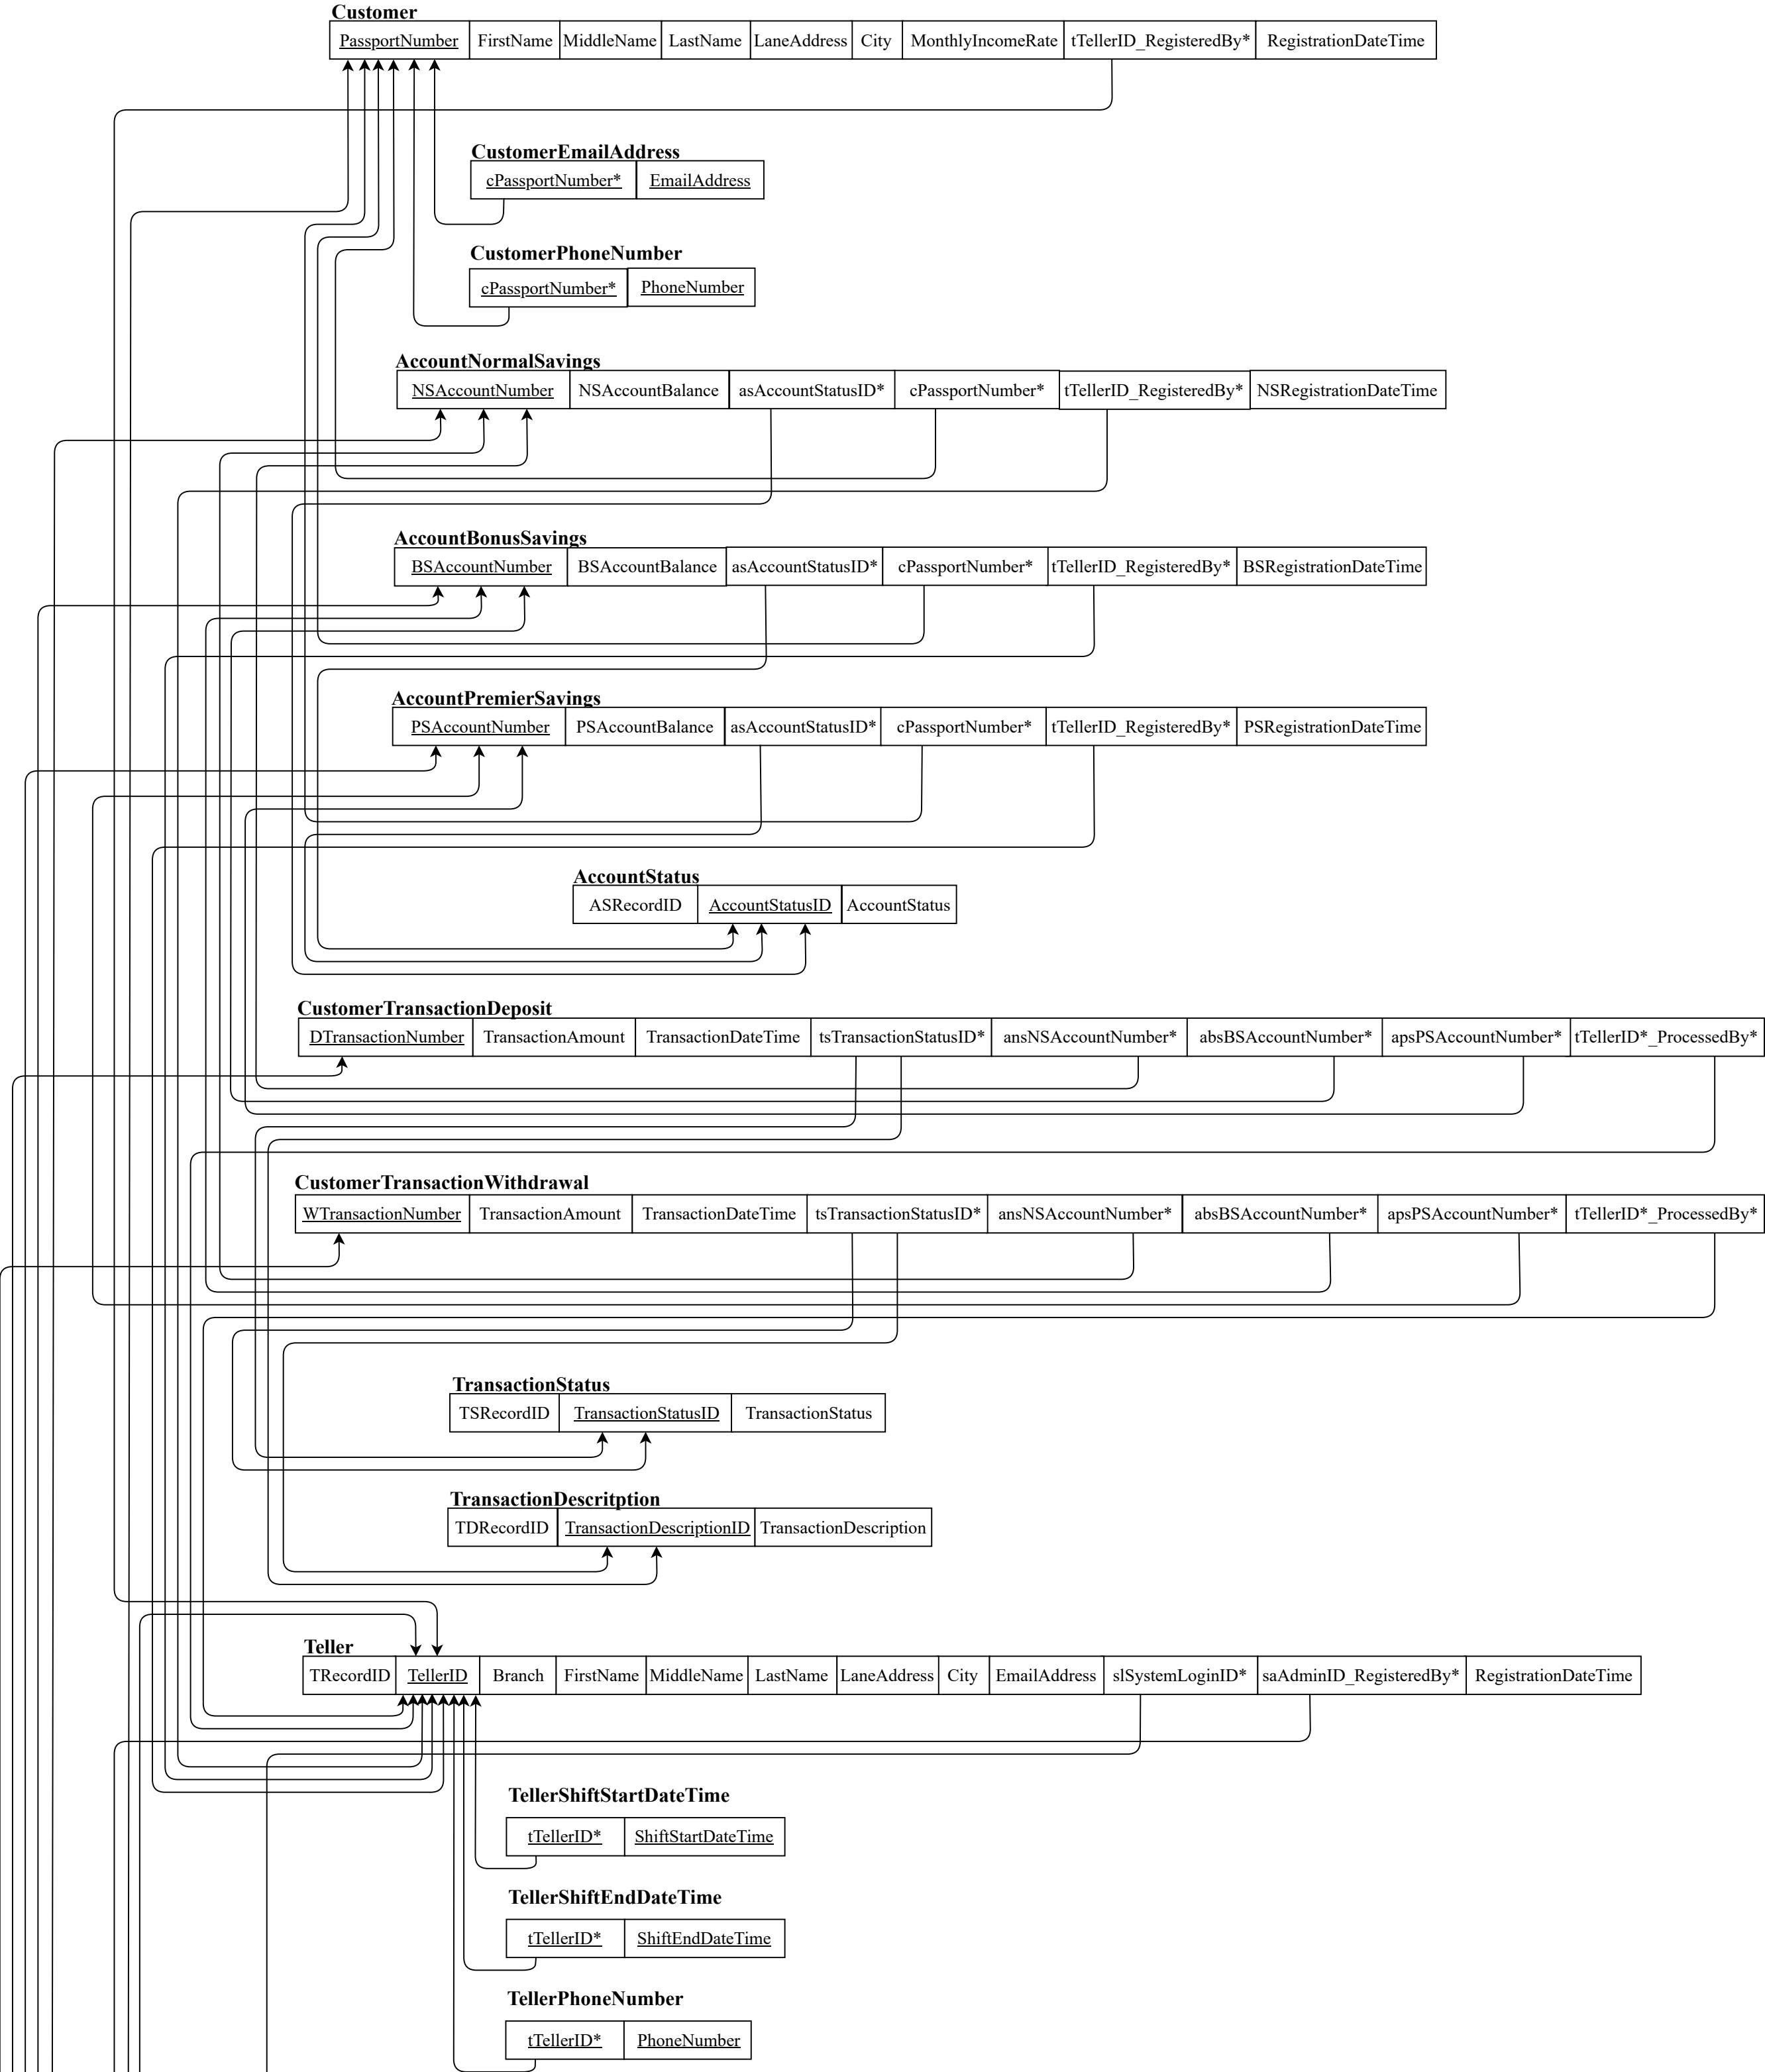 Customer
PassportNumber FirstName MiddleName LastName LaneAddress City MonthlyIncomeRate tTellerID_RegisteredBy* RegistrationDateTime
CustomerEmailAddress
cPassportNumber* EmailAddress
CustomerPhoneNumber
cPassportNumber* PhoneNumber
AccountNormalSavings
NSAccountNumber NSAccountBalance asAccountStatusID* cPassportNumber* tTellerID_RegisteredBy* NSRegistrationDateTime
AccountBonusSavings
BSAccountNumber BSAccountBalance asAccountStatusID* cPassportNumber* tTellerID_RegisteredBy* BSRegistrationDateTime
AccountPremierSavings
PSAccountNumber PSAccountBalance asAccountStatusID* cPassportNumber* tTellerID_RegisteredBy* PSRegistrationDateTime
AccountStatus
ASRecordID AccountStatusID AccountStatus
CustomerTransactionDeposit
DTransactionNumber TransactionAmount TransactionDateTime tsTransactionStatusID* ansNSAccountNumber* absBSAccountNumber* apsPSAccountNumber* tTellerID*_ProcessedBy*
CustomerTransactionWithdrawal
WTransactionNumber TransactionAmount TransactionDateTime tsTransactionStatusID* ansNSAccountNumber* absBSAccountNumber* apsPSAccountNumber* tTellerID*_ProcessedBy*
TransactionStatus
TSRecordID TransactionStatusID TransactionStatus
TransactionDescritption
TDRecordID TransactionDescriptionID TransactionDescription
Teller
TRecordID TellerID Branch FirstName MiddleName LastName LaneAddress City EmailAddress slSystemLoginID* saAdminID_RegisteredBy* RegistrationDateTime
TellerShiftStartDateTime
tTellerID* ShiftStartDateTime
TellerShiftEndDateTime
tTellerID* ShiftEndDateTime
TellerPhoneNumber
tTellerID* PhoneNumber